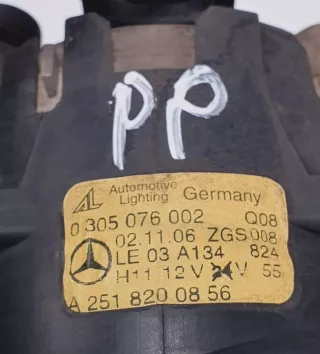 PP
AL Automotive Lighting Germany
0 305 076 002 Q08
02.11.06 ZGS 008
LE 03 A134 824
H11 12 V 24 V 55
A 251 820 08 56